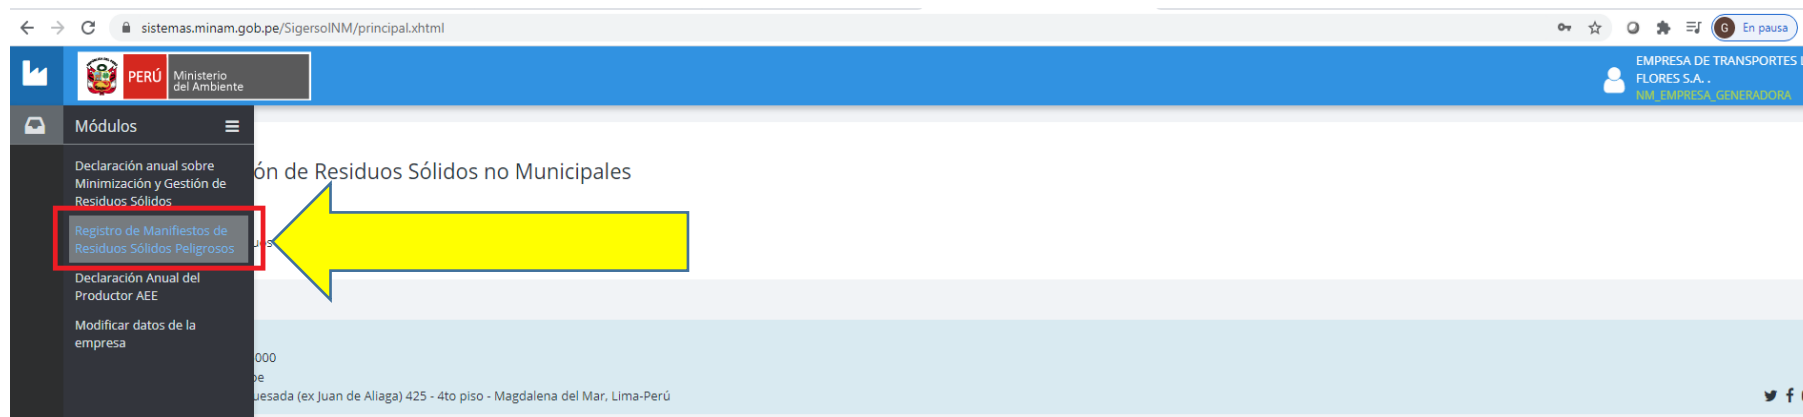 sistemas.minam.gob.pe/SigersolNM/principal.xhtml
G En pausa
PERÚ Ministerio
del Ambiente
EMPRESA DE TRANSPORTES
FLORES S.A. .
NM_EMPRESA_GENERADORA
Módulos
Declaración anual sobre
Minimización y Gestión de
Residuos Sólidos
Registro de Manifiestos de
Residuos Sólidos Peligrosos
Declaración Anual del
Productor AEE
Modificar datos de la
empresa
ón de Residuos Sólidos no Municipales
ues
000
pe
uesada (ex Juan de Aliaga) 425 - 4to piso - Magdalena del Mar, Lima-Perú